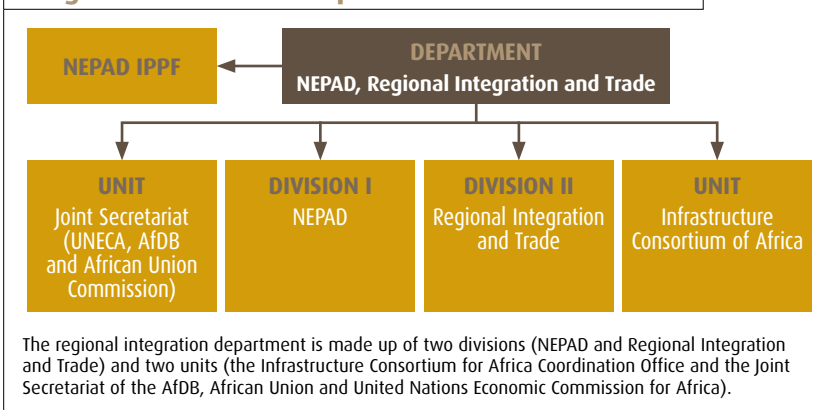 DEPARTMENT
NEPAD, Regional Integration and Trade
NEPAD IPPF
UNIT
Joint Secretariat
(UNECA, AfDB
and African Union
Commission)
DIVISION I
NEPAD
DIVISION II
Regional Integration
and Trade
UNIT
Infrastructure
Consortium of Africa
The regional integration department is made up of two divisions (NEPAD and Regional Integration
and Trade) and two units (the Infrastructure Consortium for Africa Coordination Office and the Joint
Secretariat of the AfDB, African Union and United Nations Economic Commission for Africa).